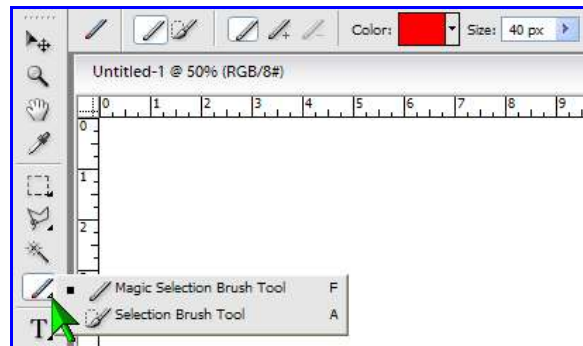 Color: Size: 40 px
Untitled-1 @ 50% (RGB/8#)
0 1 2 3 4 5 6 7 8 9
0
1
2
Magic Selection Brush Tool F
Selection Brush Tool A
T